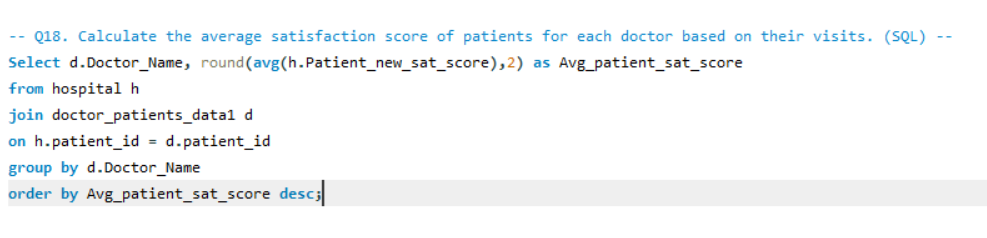 -- Q18. Calculate the average satisfaction score of patients for each doctor based on their visits. (SQL) --
Select d.Doctor_Name, round(avg(h.Patient_new_sat_score),2) as Avg_patient_sat_score
from hospital h
join doctor_patients_data1 d
on h.patient_id = d.patient_id
group by d.Doctor_Name
order by Avg_patient_sat_score desc;